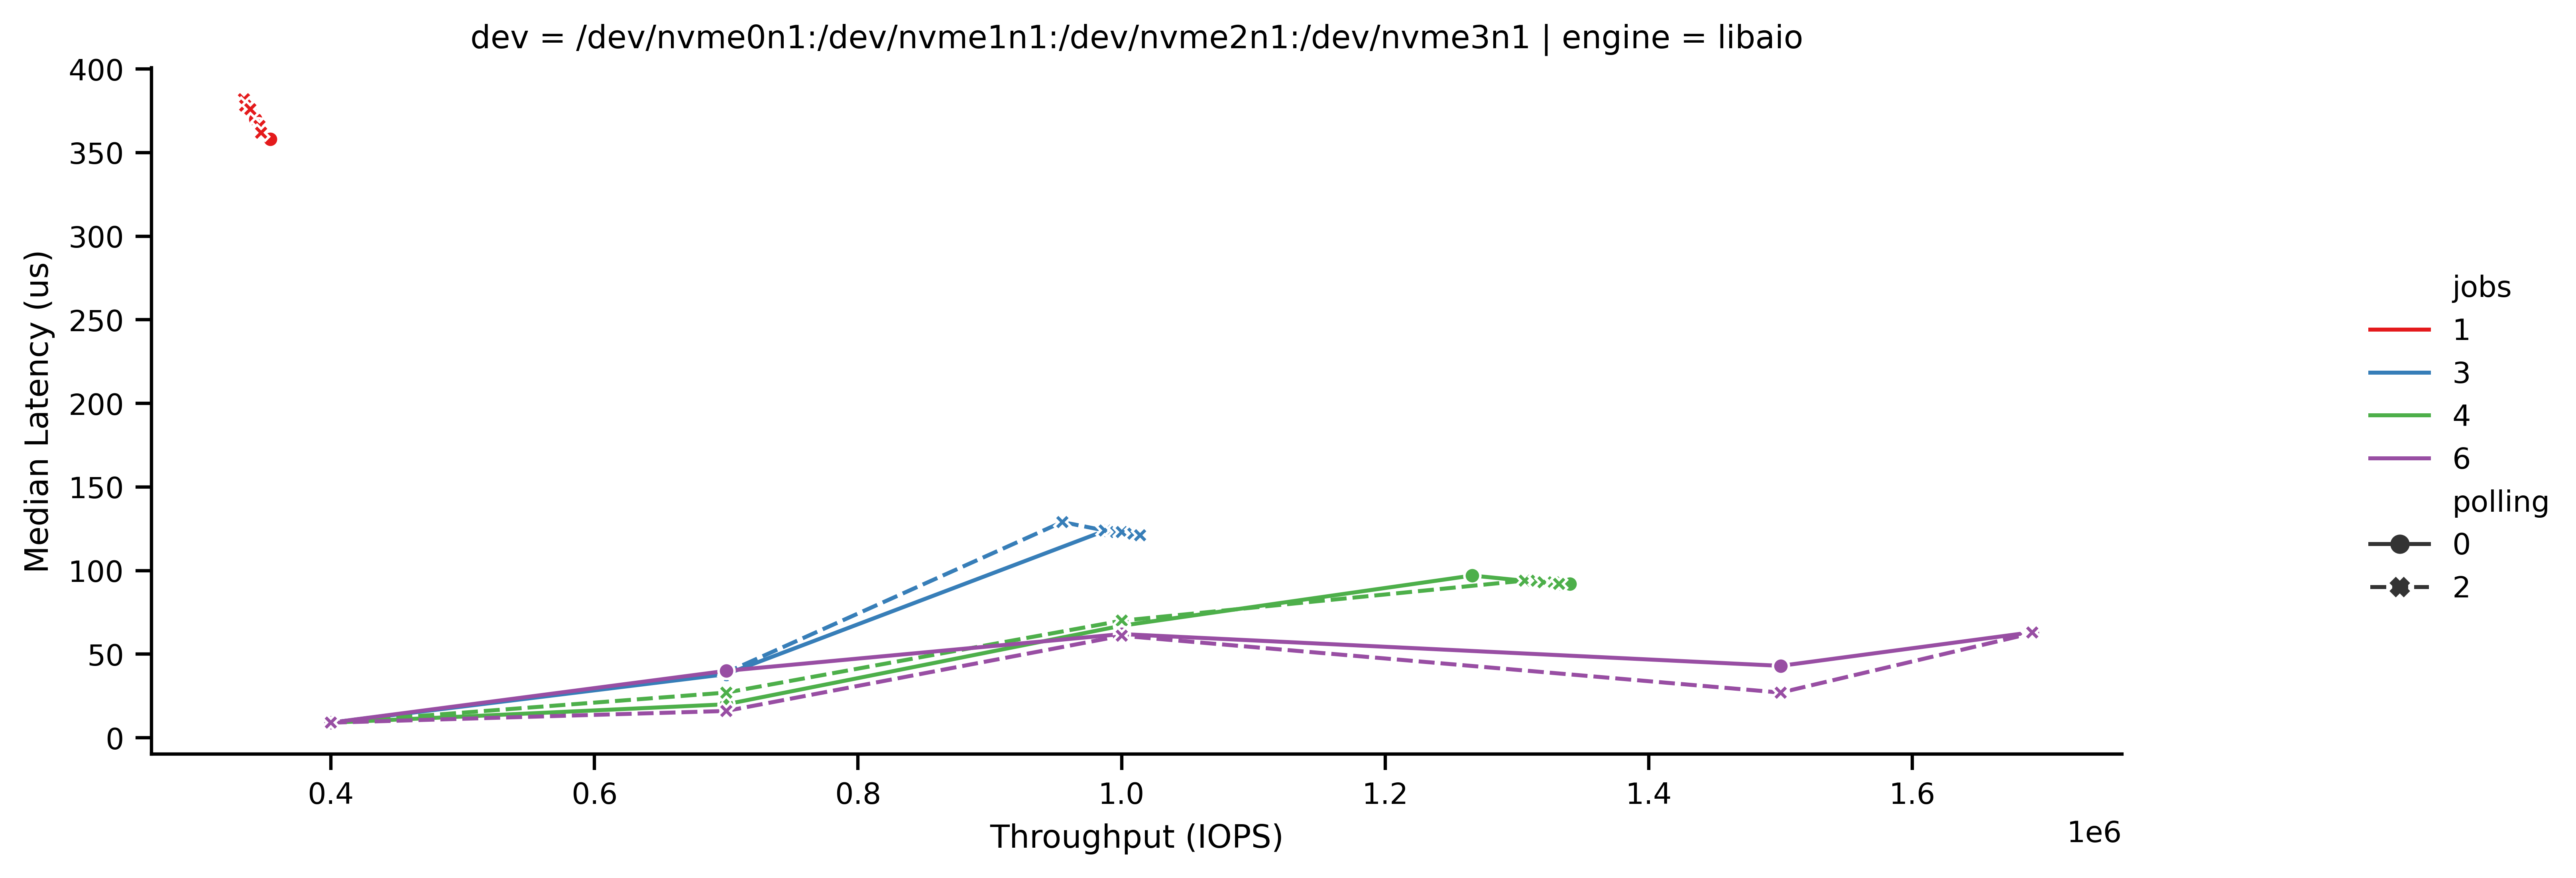 dev = /dev/nvme0n1:/dev/nvme1n1:/dev/nvme2n1:/dev/nvme3n1 | engine = libaio
400
350
300
250
200
150
100
50
0
Median Latency (us)
0.4 0.6 0.8 1.0 1.2 1.4 1.6
1e6
Throughput (IOPS)
jobs
1
3
4
6
polling
0
2